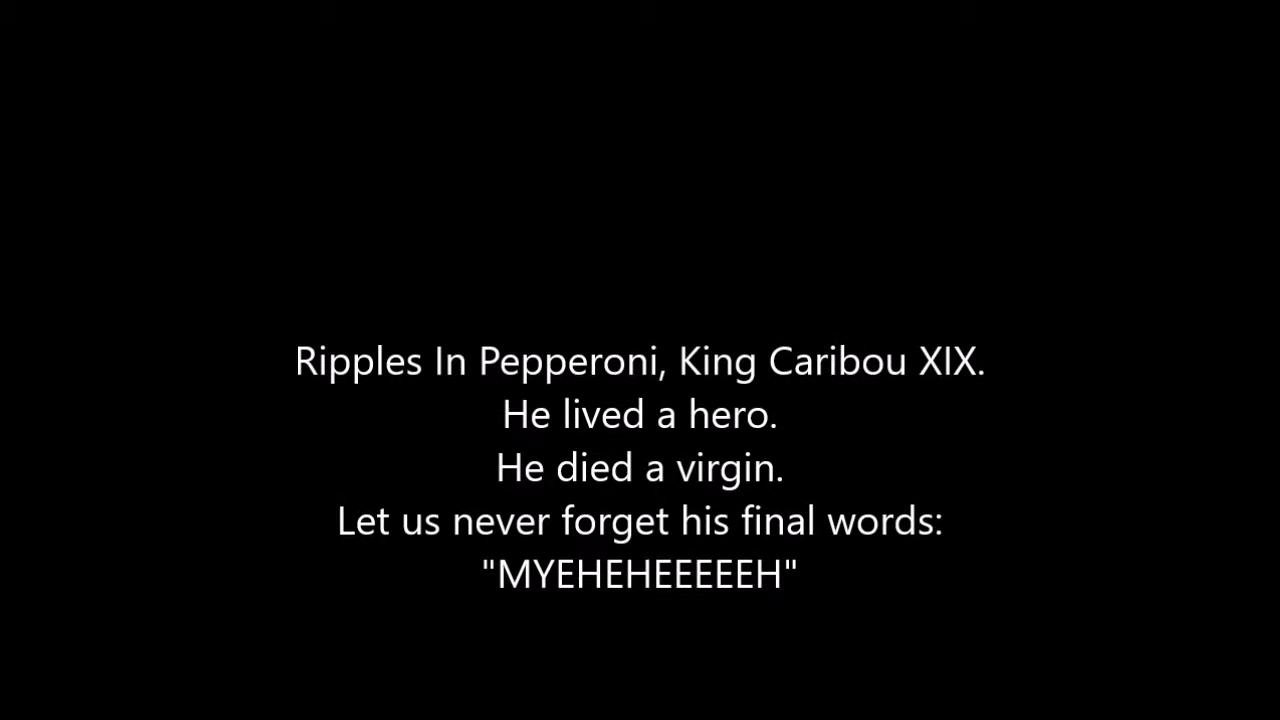 Ripples In Pepperoni, King Caribou XIX.
He lived a hero.
He died a virgin.
Let us never forget his final words:
"MYEHEHEEEEEH"